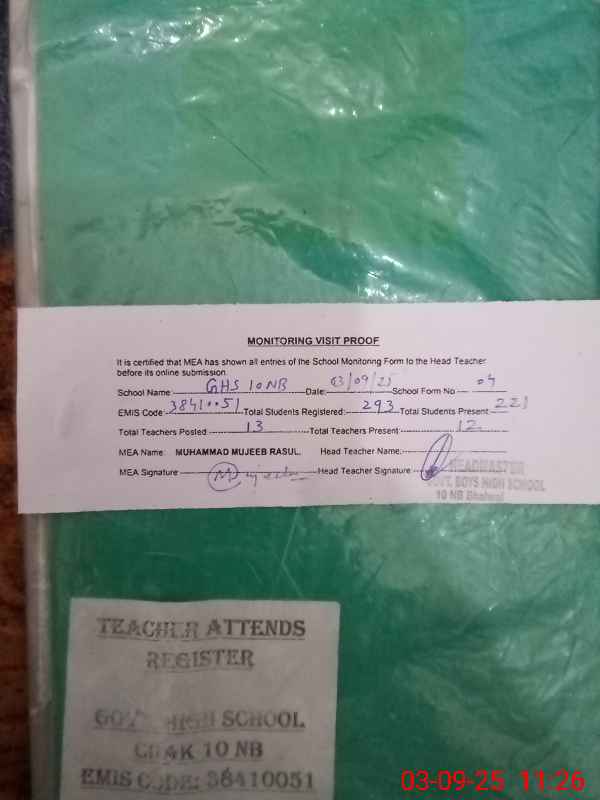 MONITORING VISIT PROOF
It is certified that MEA has shown all entries of the School Monitoring Form to the Head Teacher
before its online submission.
School Name: GHS 10 NB Date: 03/09/25 School Form No 04
EMIS Code: 38410051 Total Students Registered: 293 Total Students Present: 221
Total Teachers Posted: 13 Total Teachers Present: 12
MEA Name: MUHAMMAD MUJEEB RASUL. Head Teacher Name:
MEA Signature Head Teacher Signature
HEADMASTER
GOVT. BOYS HIGH SCHOOL
10 NB Bhalwal
TEACHER ATTENDS
REGISTER
GOVT HIGH SCHOOL
CHAK 10 NB
EMIS CODE: 38410051
03-09-25 11:26